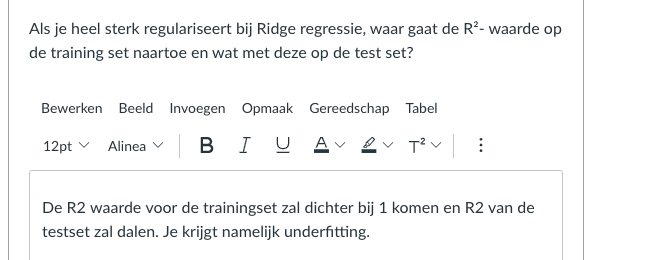 Als je heel sterk regulariseert bij Ridge regressie, waar gaat de R²- waarde op
de training set naartoe en wat met deze op de test set?
Bewerken Beeld Invoegen Opmaak Gereedschap Tabel
12pt Alinea B I U A T²
De R2 waarde voor de trainingset zal dichter bij 1 komen en R2 van de
testset zal dalen. Je krijgt namelijk underfitting.